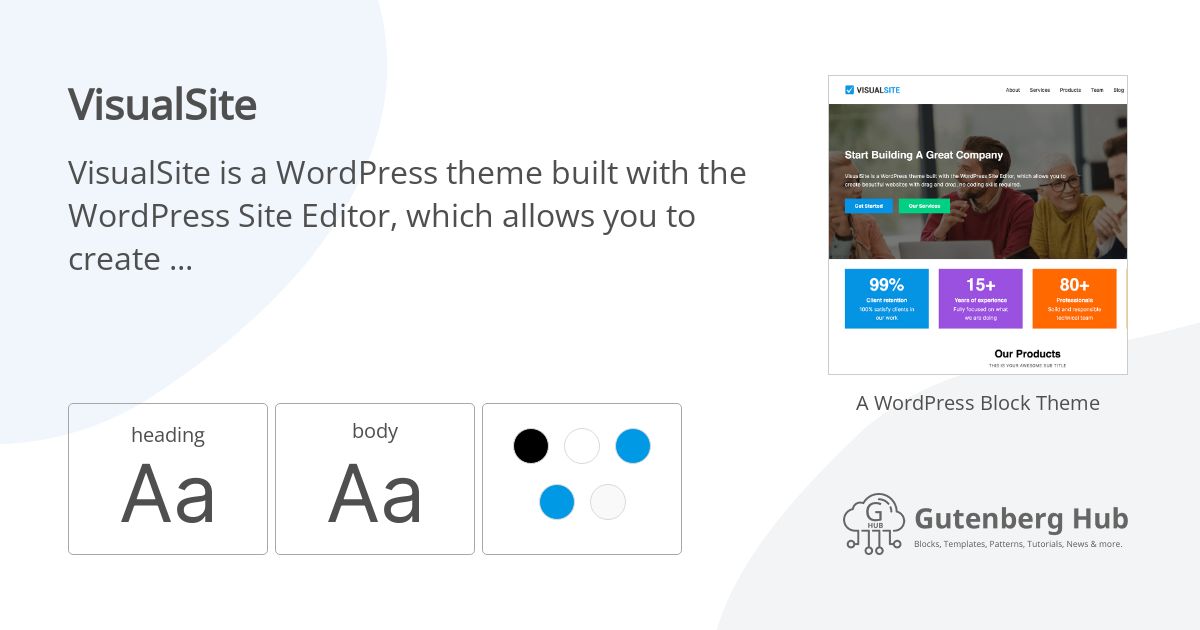 VisualSite
VisualSite is a WordPress theme built with the
WordPress Site Editor, which allows you to
create ...
heading
Aa
body
Aa
VISUALSITE
About Services Products Team Blog
Start Building A Great Company
VisualSite is a WordPress theme built with the WordPress Site Editor, which allows you to
create beautiful websites with drag and drop, no coding skills required.
Get Started Our Services
99% 15+ 80+
Client retention Years of experience Professionals
100% satisfy clients in Fully focused on what Solid and responsible
our work we are doing technical team
Our Products
THIS IS YOUR AWESOME SUB TITLE
A WordPress Block Theme
G
HUB
Gutenberg Hub
Blocks, Templates, Patterns, Tutorials, News & more.